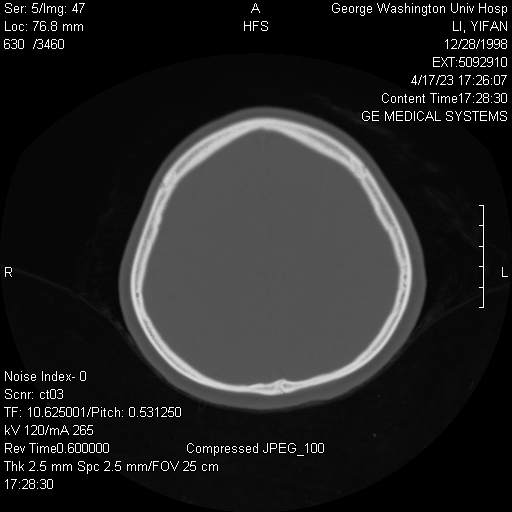 Ser: 5/Img: 47
Loc: 76.8 mm
630 /3460
A
HFS
George Washington Univ Hosp
LI, YIFAN
12/28/1998
EXT:5092910
4/17/23 17:26:07
Content Time17:28:30
GE MEDICAL SYSTEMS
R
L
Noise Index- 0
Scnr: ct03
TF: 10.625001/Pitch: 0.531250
kV 120/mA 265
Rev Time0.600000
Compressed JPEG_100
Thk 2.5 mm Spc 2.5 mm/FOV 25 cm
17:28:30